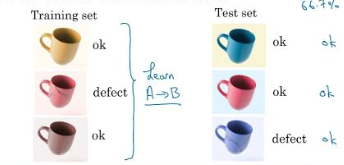 Training set
ok
defect
ok
Learn
A→B
Test set
66.7%
ok ok
ok ok
defect ok